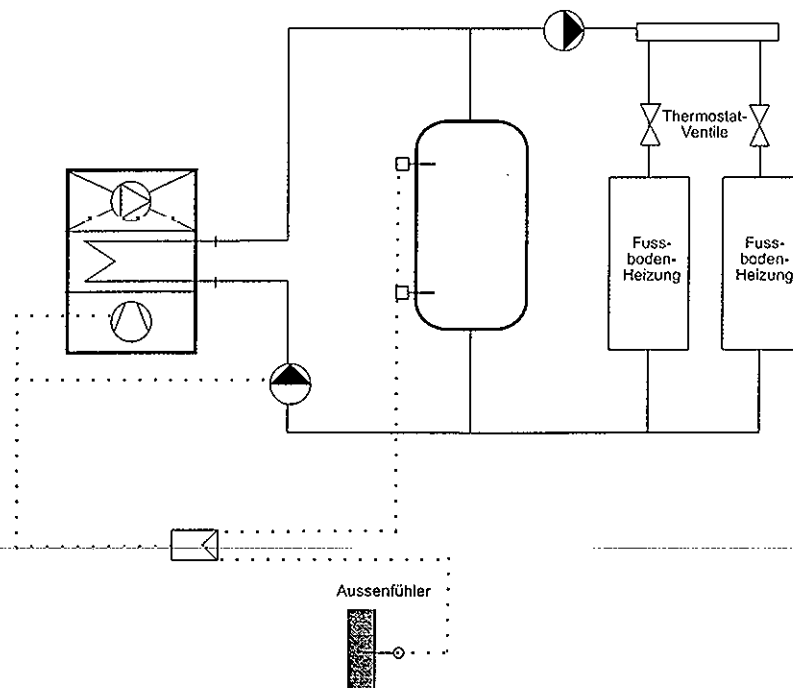 Thermostat-
Ventile
Fuss-
boden-
Heizung
Fuss-
boden-
Heizung
Aussenfühler